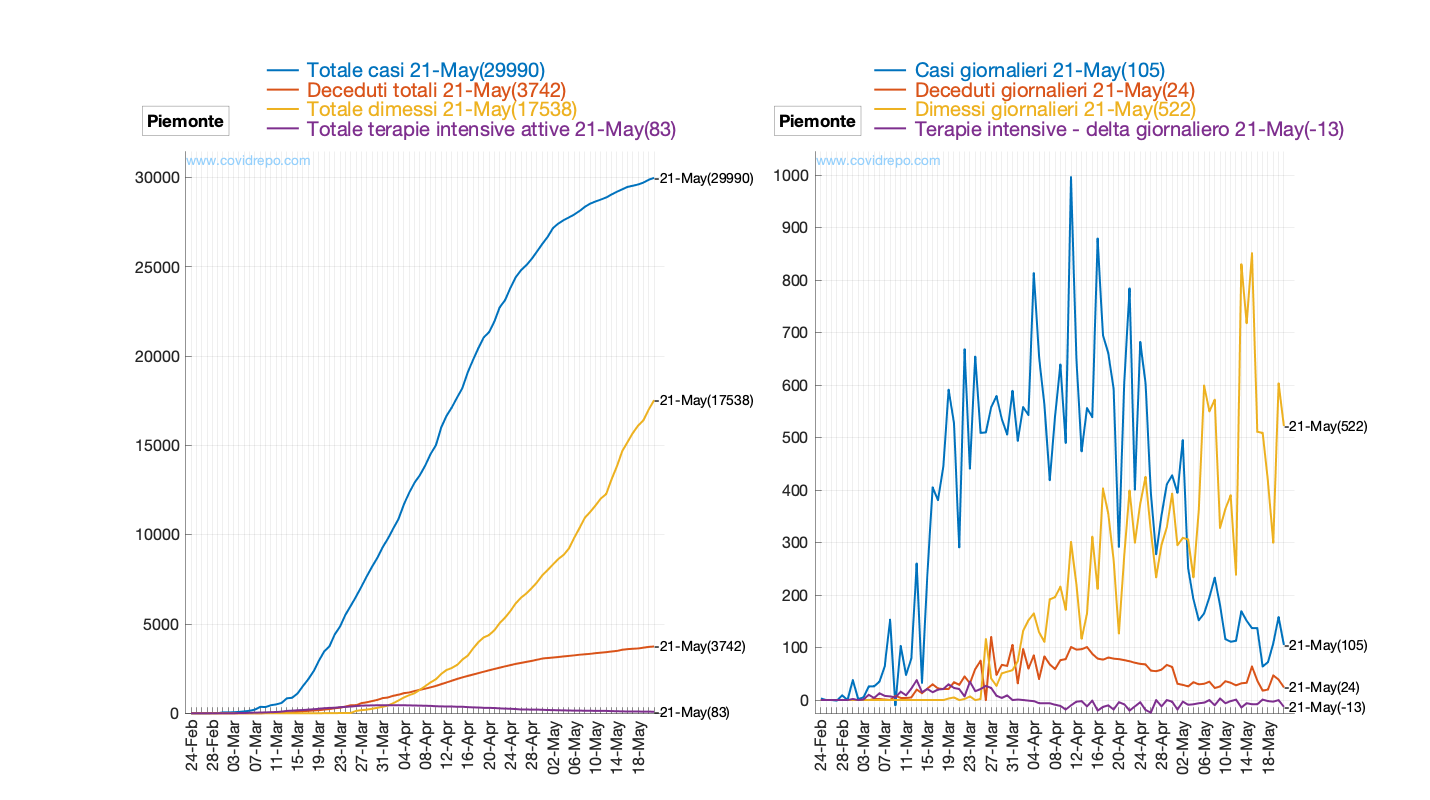 Totale casi 21-May(29990)
Deceduti totali 21-May(3742)
Totale dimessi 21-May(17538)
Totale terapie intensive attive 21-May(83)
Piemonte
www.covidrepo.com
30000
25000
20000
15000
10000
5000
0
21-May(29990)
21-May(17538)
21-May(3742)
21-May(83)
24-Feb
28-Feb
03-Mar
07-Mar
11-Mar
15-Mar
19-Mar
23-Mar
27-Mar
31-Mar
04-Apr
08-Apr
12-Apr
16-Apr
20-Apr
24-Apr
28-Apr
02-May
06-May
10-May
14-May
18-May
Casi giornalieri 21-May(105)
Deceduti giornalieri 21-May(24)
Dimessi giornalieri 21-May(522)
Terapie intensive - delta giornaliero 21-May(-13)
Piemonte
www.covidrepo.com
1000
900
800
700
600
500
400
300
200
100
0
21-May(522)
21-May(105)
21-May(24)
21-May(-13)
24-Feb
28-Feb
03-Mar
07-Mar
11-Mar
15-Mar
19-Mar
23-Mar
27-Mar
31-Mar
04-Apr
08-Apr
12-Apr
16-Apr
20-Apr
24-Apr
28-Apr
02-May
06-May
10-May
14-May
18-May